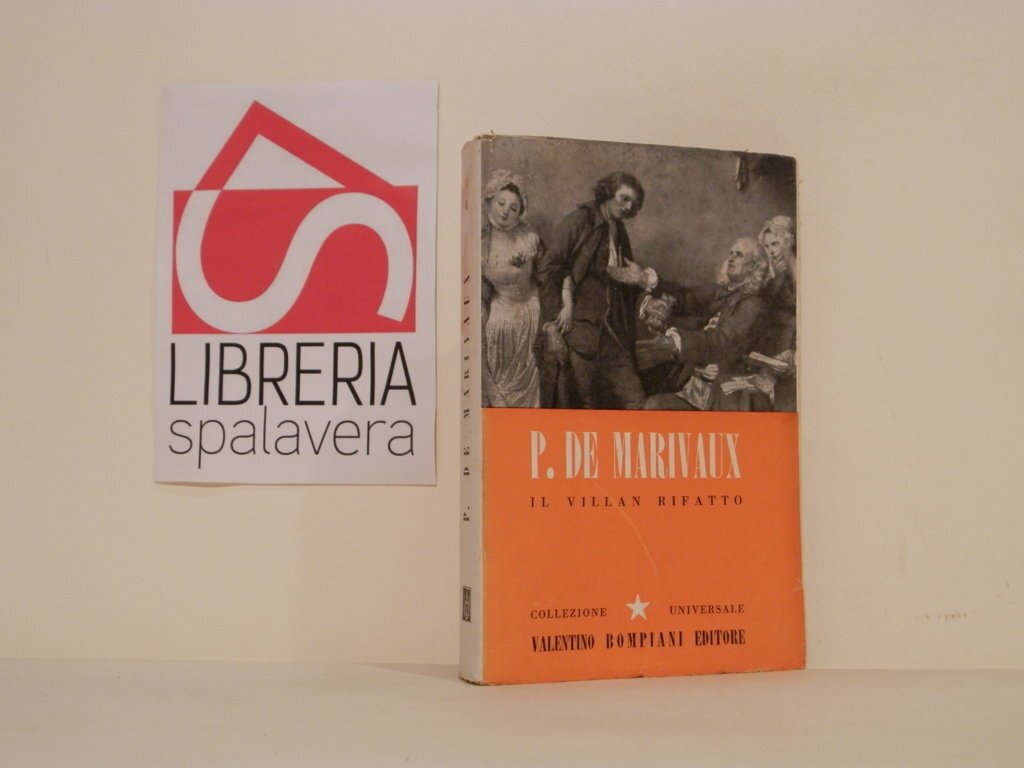 LIBRERIA
spalavera
P. DE MARIVAUX
P. DE MARIVAUX
IL VILLAN RIFATTO
COLLEZIONE UNIVERSALE
VALENTINO BOMPIANI EDITORE